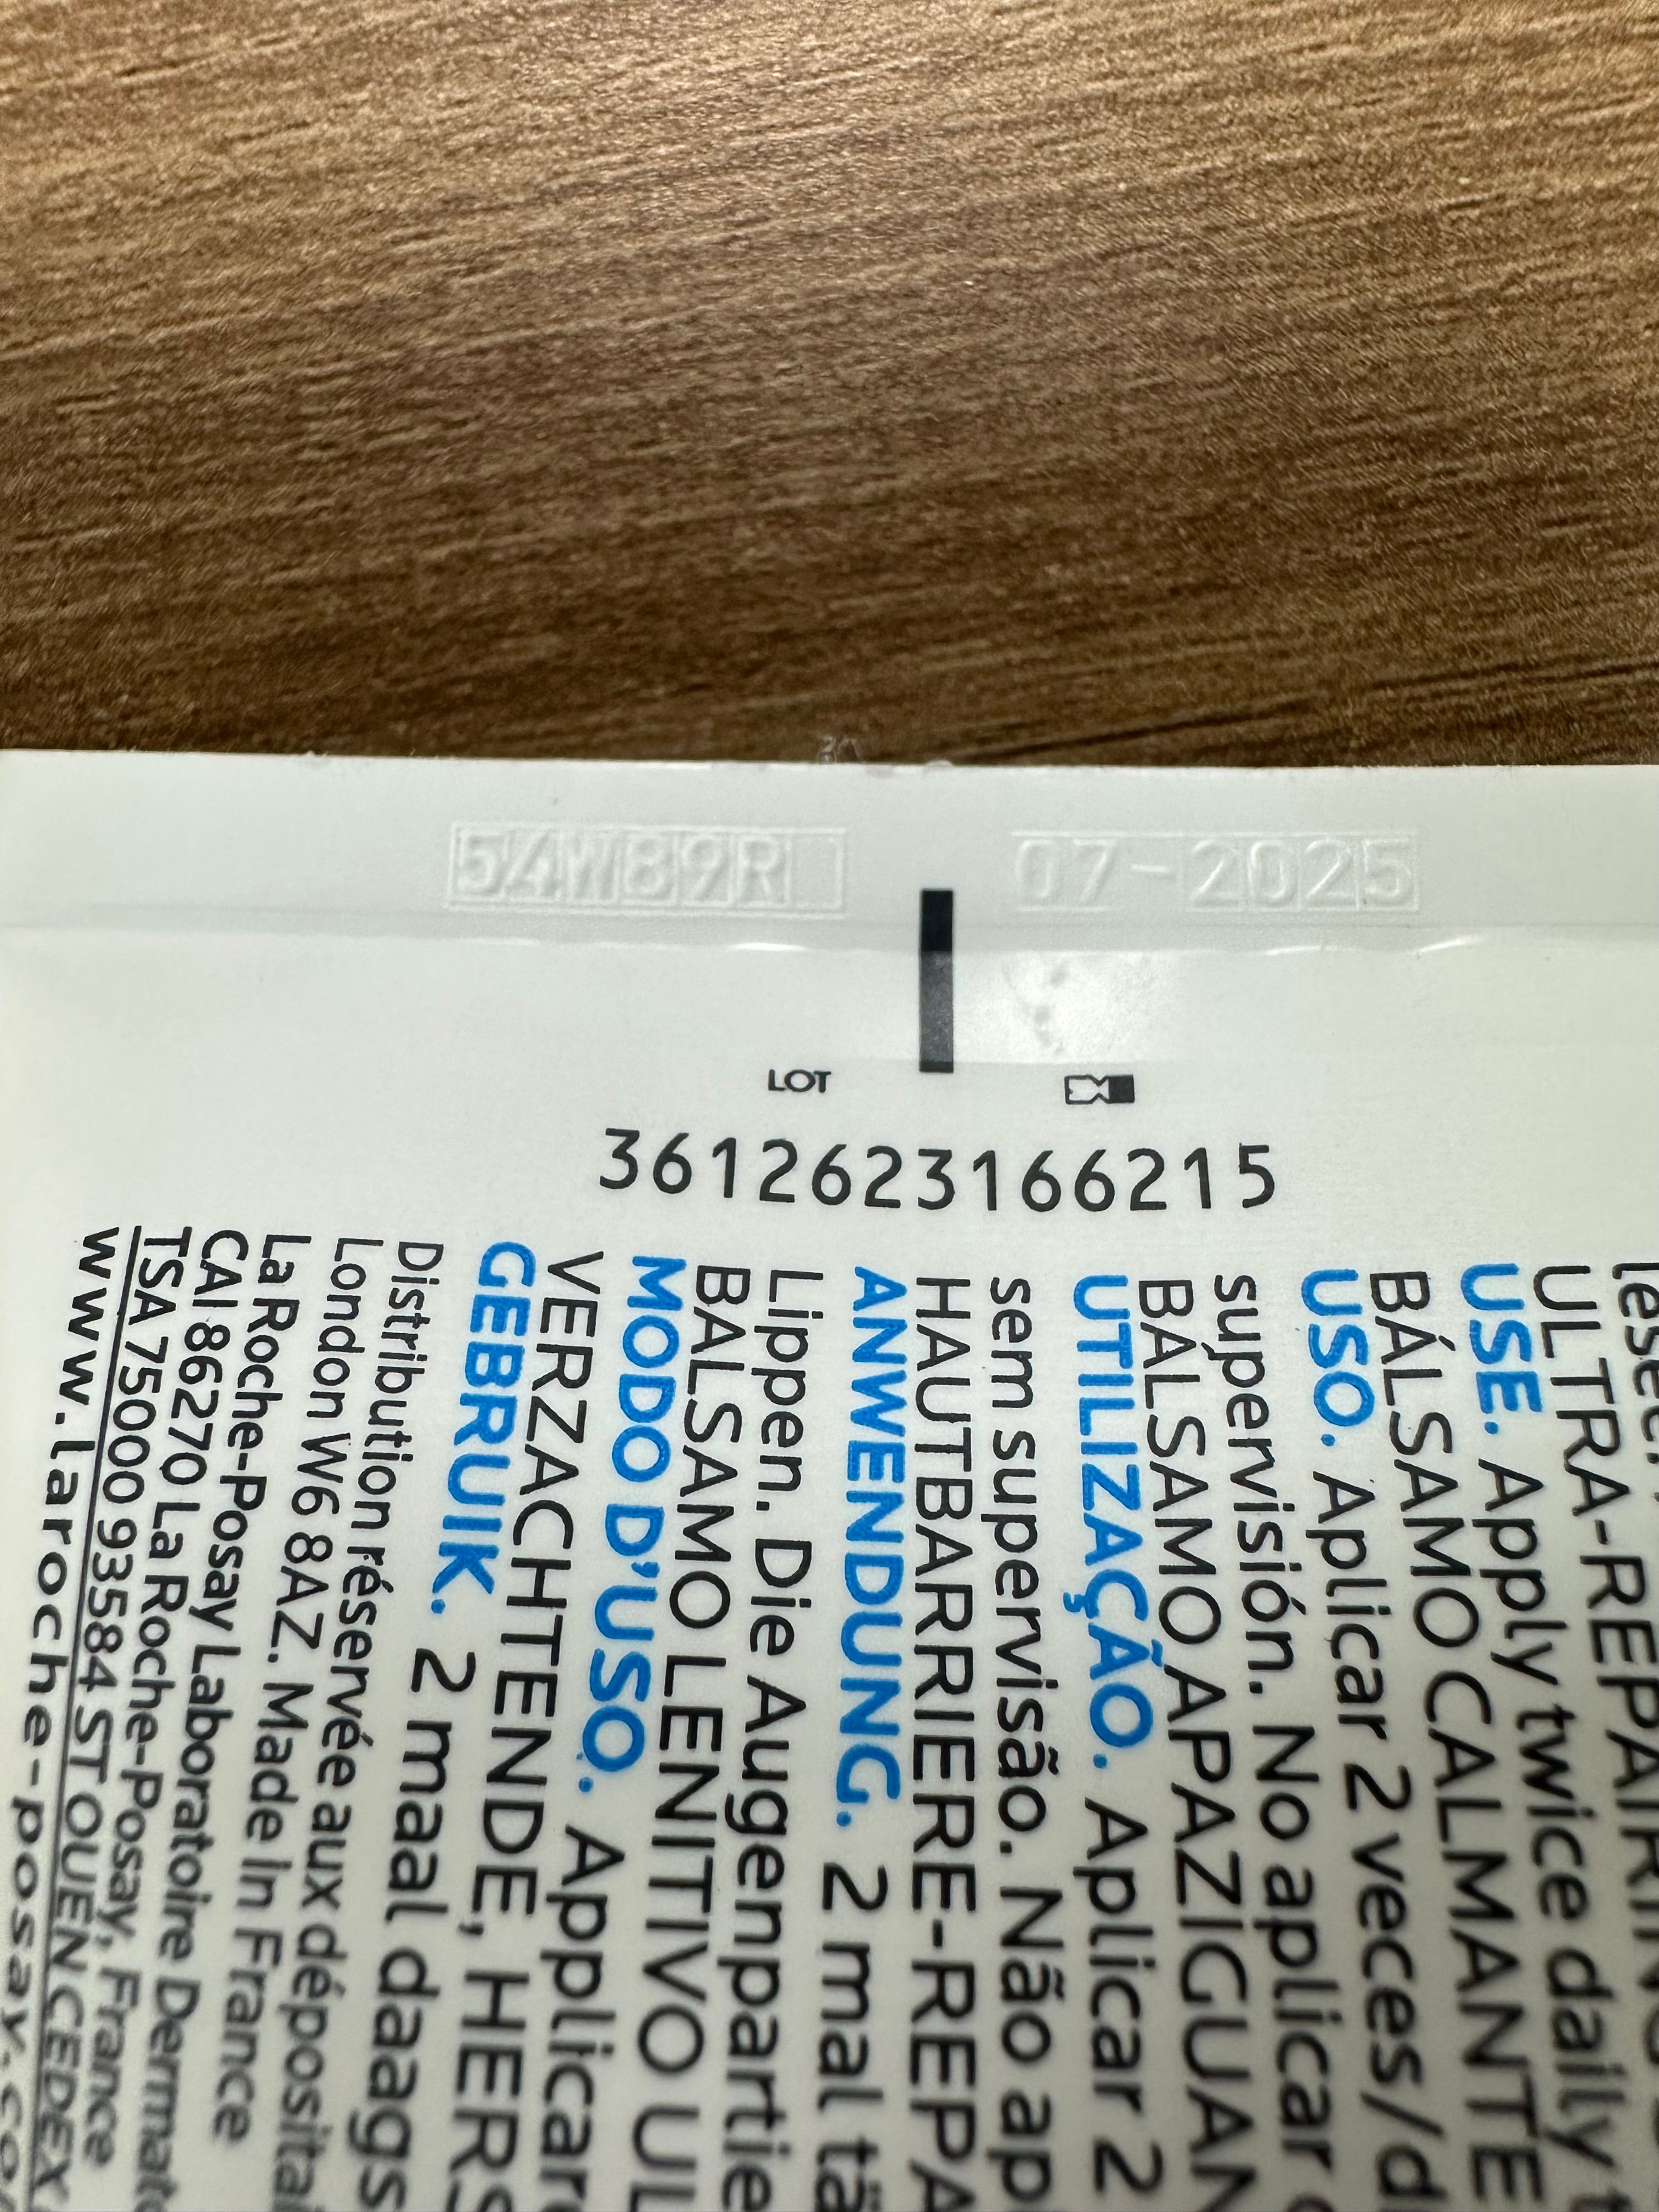 54W89R 07-2025
LOT
3612623166215
ULTRA-REPAIRING
USE. Apply twice daily t
BÁLSAMO CALMANTE
USO. Aplicar 2 veces/d
supervisión. No aplicar
BÁLSAMO APAZIGUAN
UTILIZAÇÃO. Aplicar 2
sem supervisão. Não ap
HAUTBARRIERE-REPA
ANWENDUNG. 2 mal tä
Lippen. Die Augenpartie
BALSAMO LENITIVO UL
MODO D'USO. Applicare
VERZACHTENDE, HERS
GEBRUIK. 2 maal daags
Distribution réservée aux dépositai
London W6 8AZ. Made in France
La Roche-Posay Laboratoire Dermat
CAI 86270 La Roche-Posay, France
TSA 75000 93584 ST OUEN CEDEX
www.laroche-posay.co